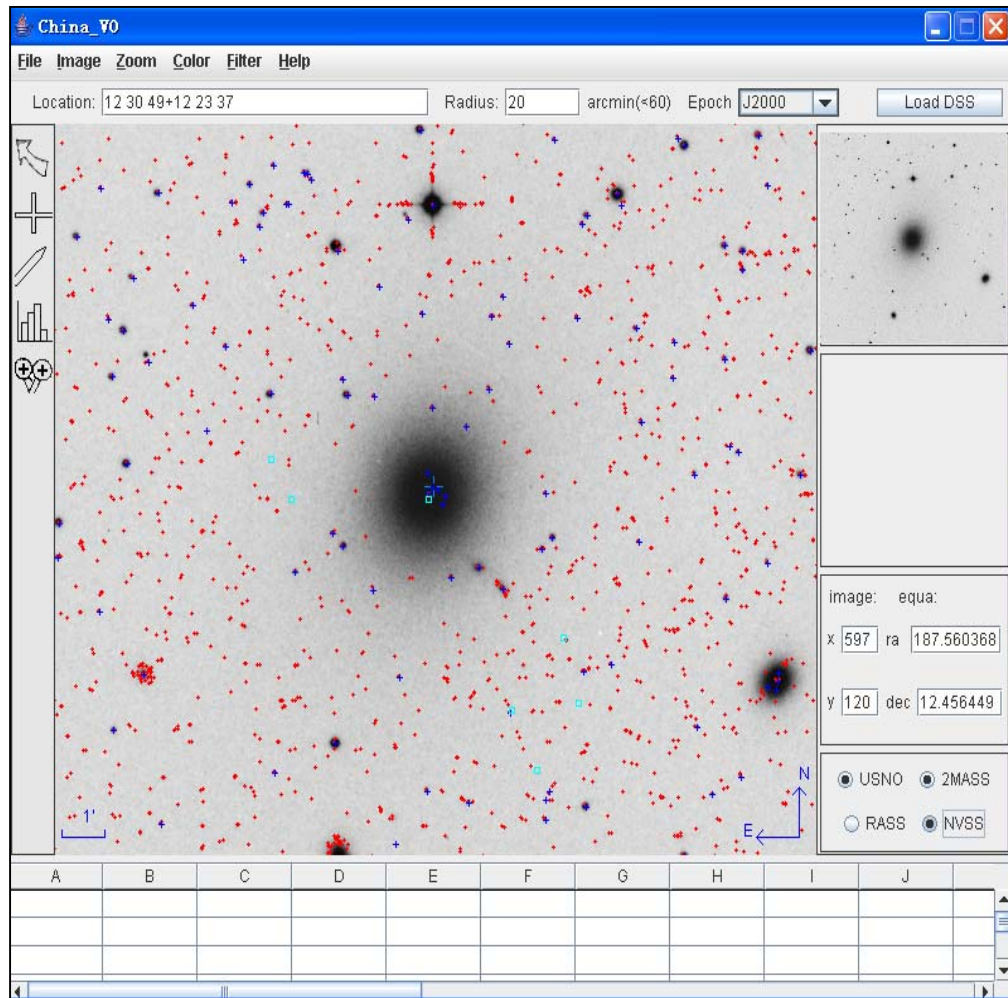 China_VO
File Image Zoom Color Filter Help
Location: 12 30 49+12 23 37 Radius: 20 arcmin(<60) Epoch J2000 Load DSS
image: equa:
x 597 ra 187.560368
y 120 dec 12.456449
USNO 2MASS
RASS NVSS
1'
N
E
A B C D E F G H I J